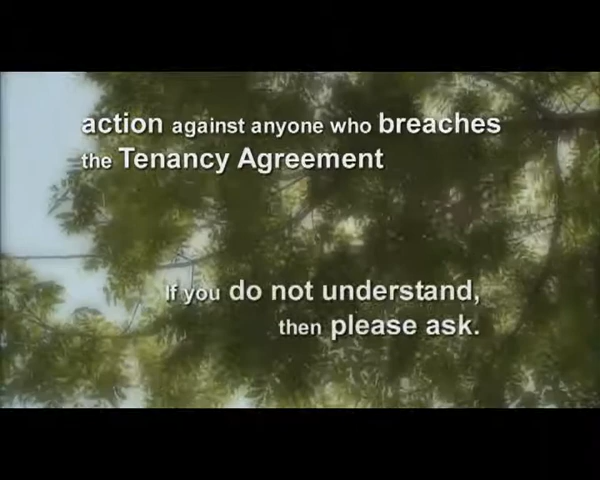 action against anyone who breaches
the Tenancy Agreement
If you do not understand,
then please ask.